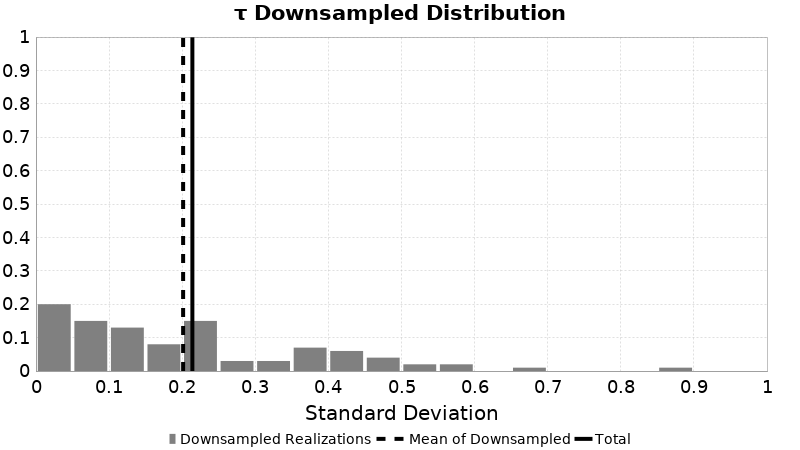 τ Downsampled Distribution
1
0.9
0.8
0.7
0.6
0.5
0.4
0.3
0.2
0.1
0
0 0.1 0.2 0.3 0.4 0.5 0.6 0.7 0.8 0.9 1
Standard Deviation
Downsampled Realizations Mean of Downsampled Total